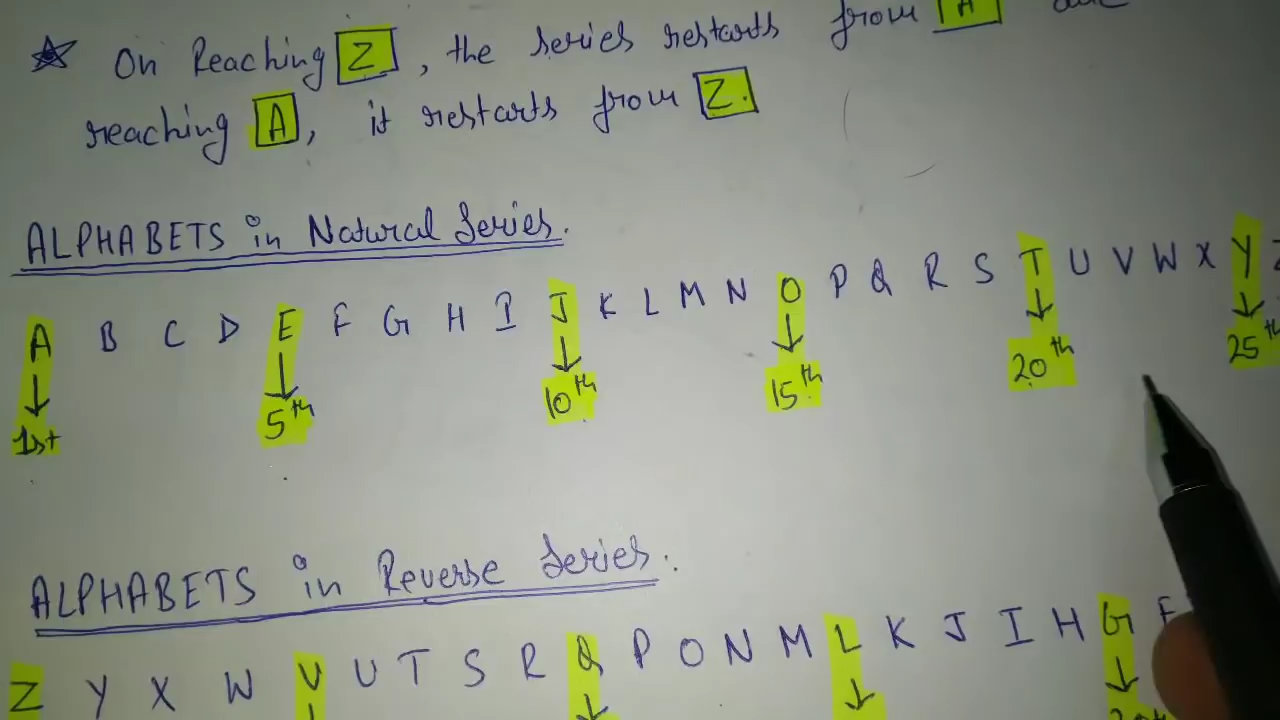 On Reaching Z, the series restarts from A
reaching A, it restarts from Z.
ALPHABETS in Natural Series.
A B C D E F G H I J K L M N O P Q R S T U V W X Y Z
1st 5th 10th 15th 20th 25th
ALPHABETS in Reverse Series.
Z Y X W V U T S R Q P O N M L K J I H G F